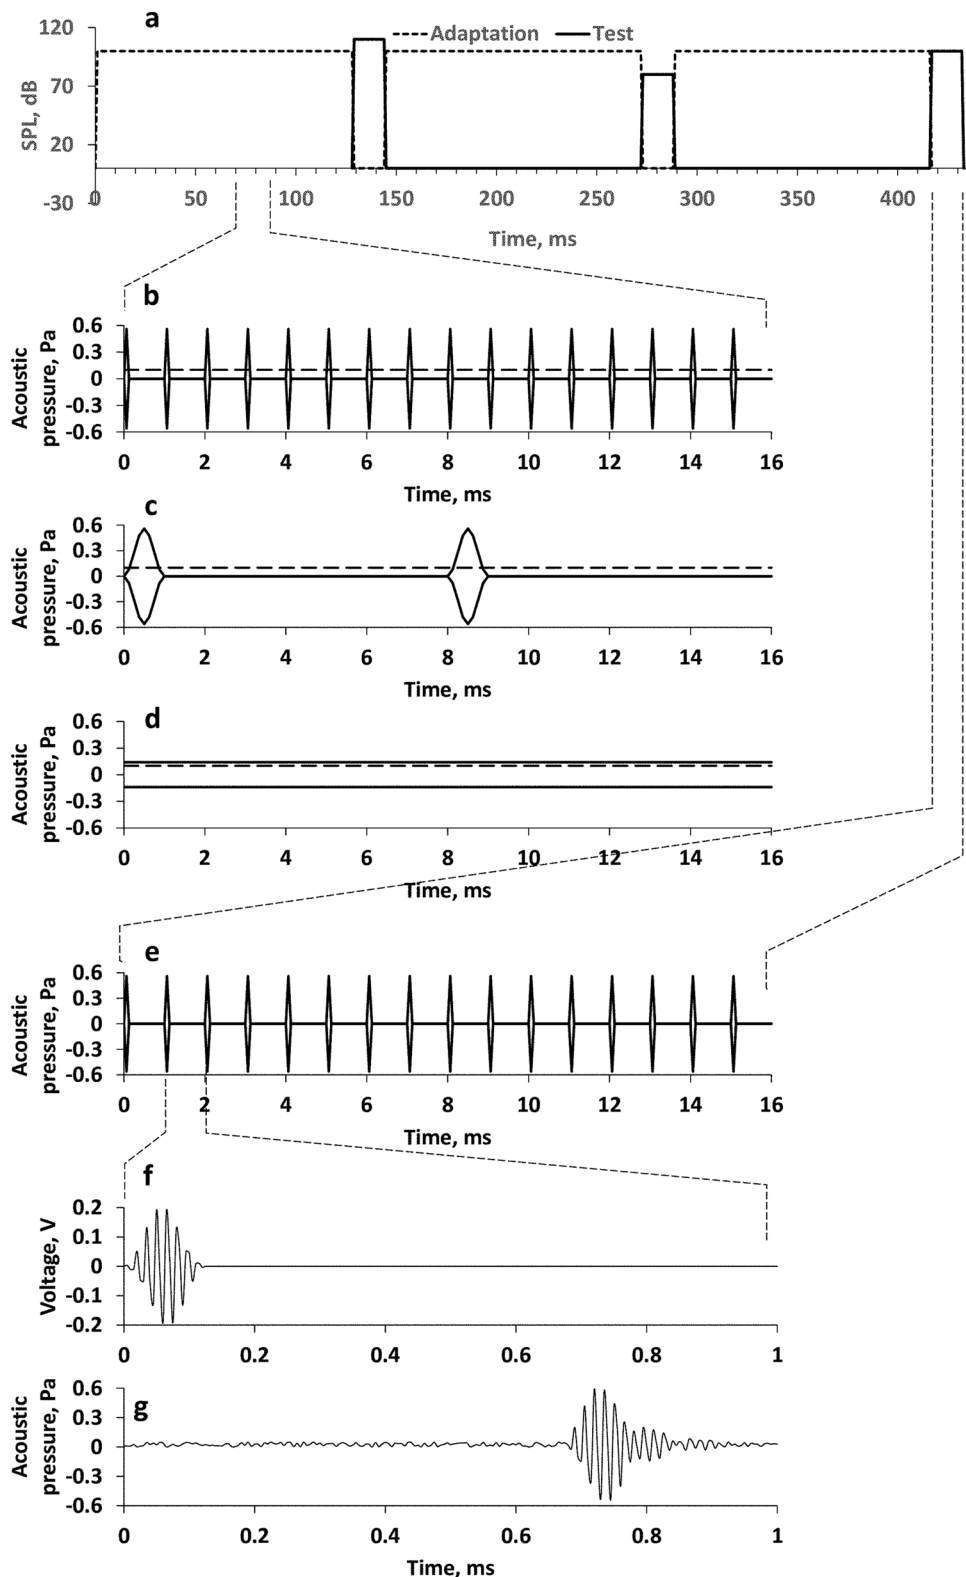 a
Adaptation Test
120
70
20
-30
SPL, dB
0 50 100 150 200 250 300 350 400
Time, ms
b
Acoustic
pressure, Pa
0.6
0.3
0
-0.3
-0.6
0 2 4 6 8 10 12 14 16
Time, ms
c
Acoustic
pressure, Pa
0.6
0.3
0
-0.3
-0.6
0 2 4 6 8 10 12 14 16
Time, ms
d
Acoustic
pressure, Pa
0.6
0.3
0
-0.3
-0.6
0 2 4 6 8 10 12 14 16
Time, ms
e
Acoustic
pressure, Pa
0.6
0.3
0
-0.3
-0.6
0 2 4 6 8 10 12 14 16
Time, ms
f
Voltage, V
0.2
0.1
0
-0.1
-0.2
0 0.2 0.4 0.6 0.8 1
g
Acoustic
pressure, Pa
0.6
0.3
0
-0.3
-0.6
0 0.2 0.4 0.6 0.8 1
Time, ms